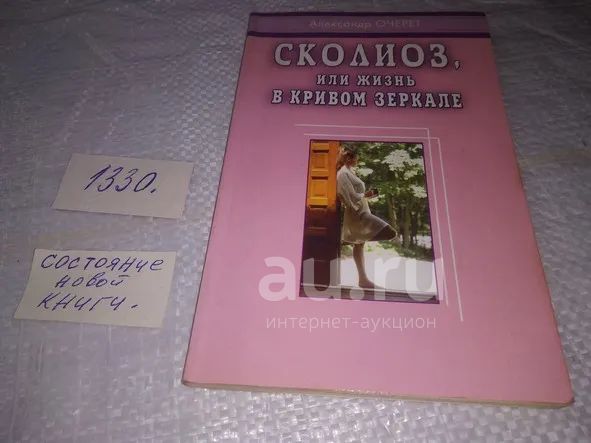 Александр ОЧЕРЕТ
СКОЛИОЗ,
ИЛИ ЖИЗНЬ
В КРИВОМ ЗЕРКАЛЕ
1330.
СОСТОЯНИЕ
НОВОЙ
КНИГИ.
au.ru
интернет-аукцион